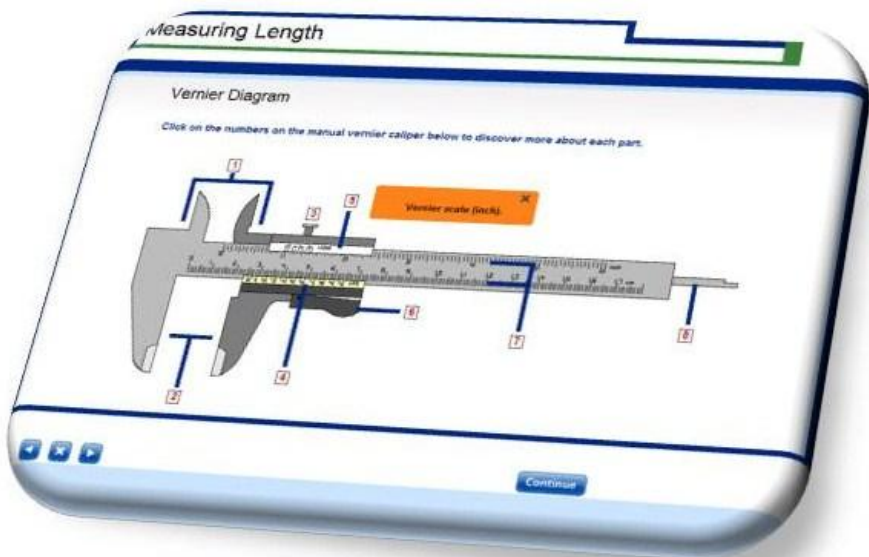 Measuring Length
Vernier Diagram
Click on the numbers on the manual vernier caliper below to discover more about each part.
1
3
5
Vernier scale (inch).
6
7
8
4
2
Continue